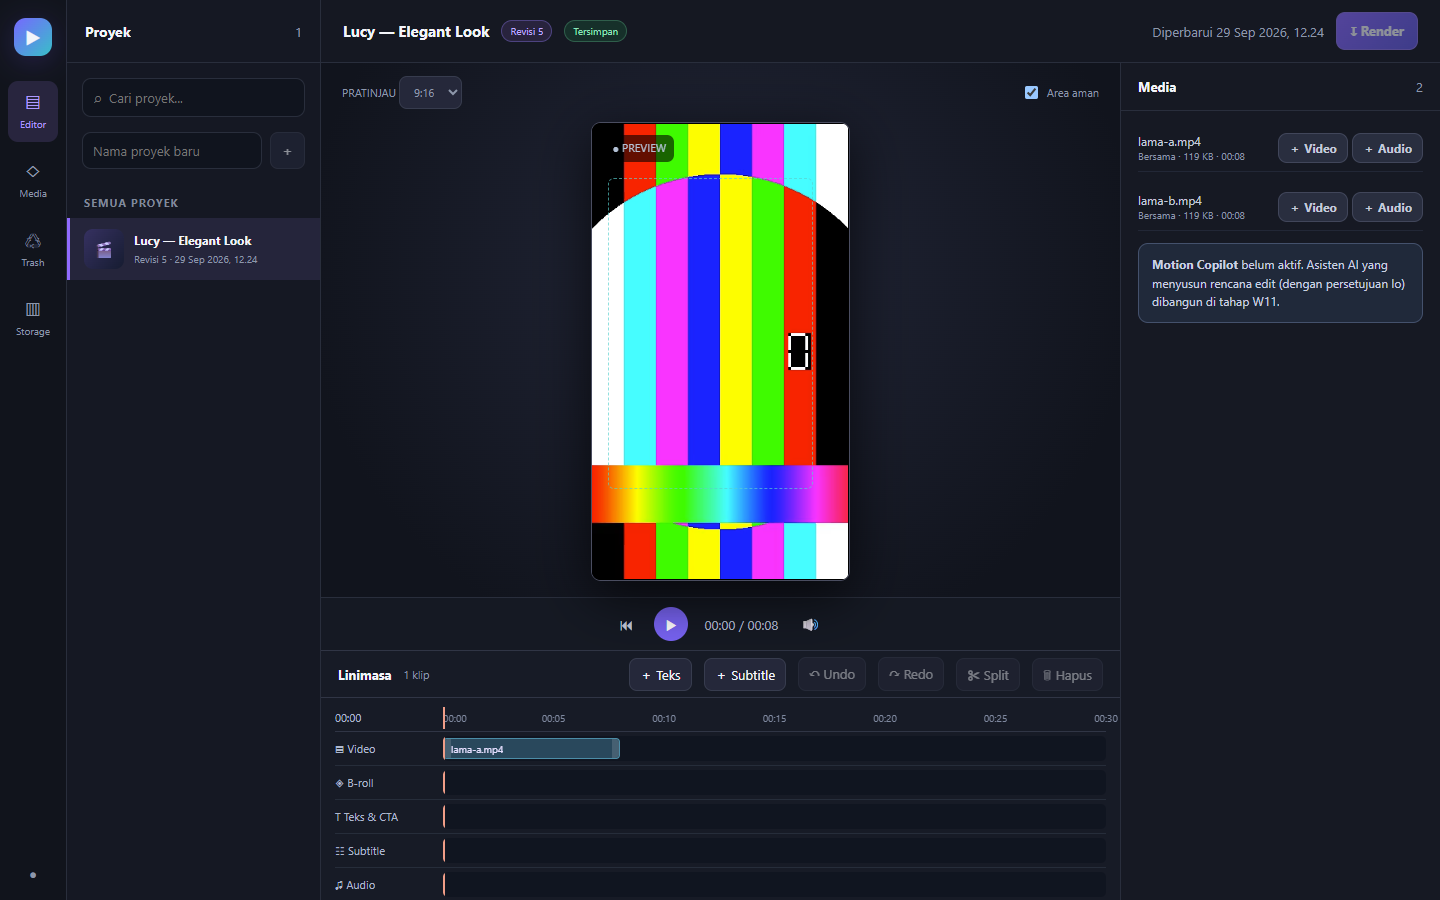 Editor
Media
Trash
Storage
Proyek 1
Cari proyek...
Nama proyek baru +
SEMUA PROYEK
Lucy — Elegant Look
Revisi 5 · 29 Sep 2026, 12.24
Lucy — Elegant Look Revisi 5 Tersimpan
Diperbarui 29 Sep 2026, 12.24 Render
PRATINJAU 9:16 Area aman
PREVIEW
00:00 / 00:08
Linimasa 1 klip + Teks + Subtitle Undo Redo Split Hapus
00:00 00:00 00:05 00:10 00:15 00:20 00:25 00:30
Video lama-a.mp4
B-roll
T Teks & CTA
Subtitle
Audio
Media 2
lama-a.mp4
Bersama · 119 KB · 00:08
+ Video + Audio
lama-b.mp4
Bersama · 119 KB · 00:08
+ Video + Audio
Motion Copilot belum aktif. Asisten AI yang
menyusun rencana edit (dengan persetujuan lo)
dibangun di tahap W11.